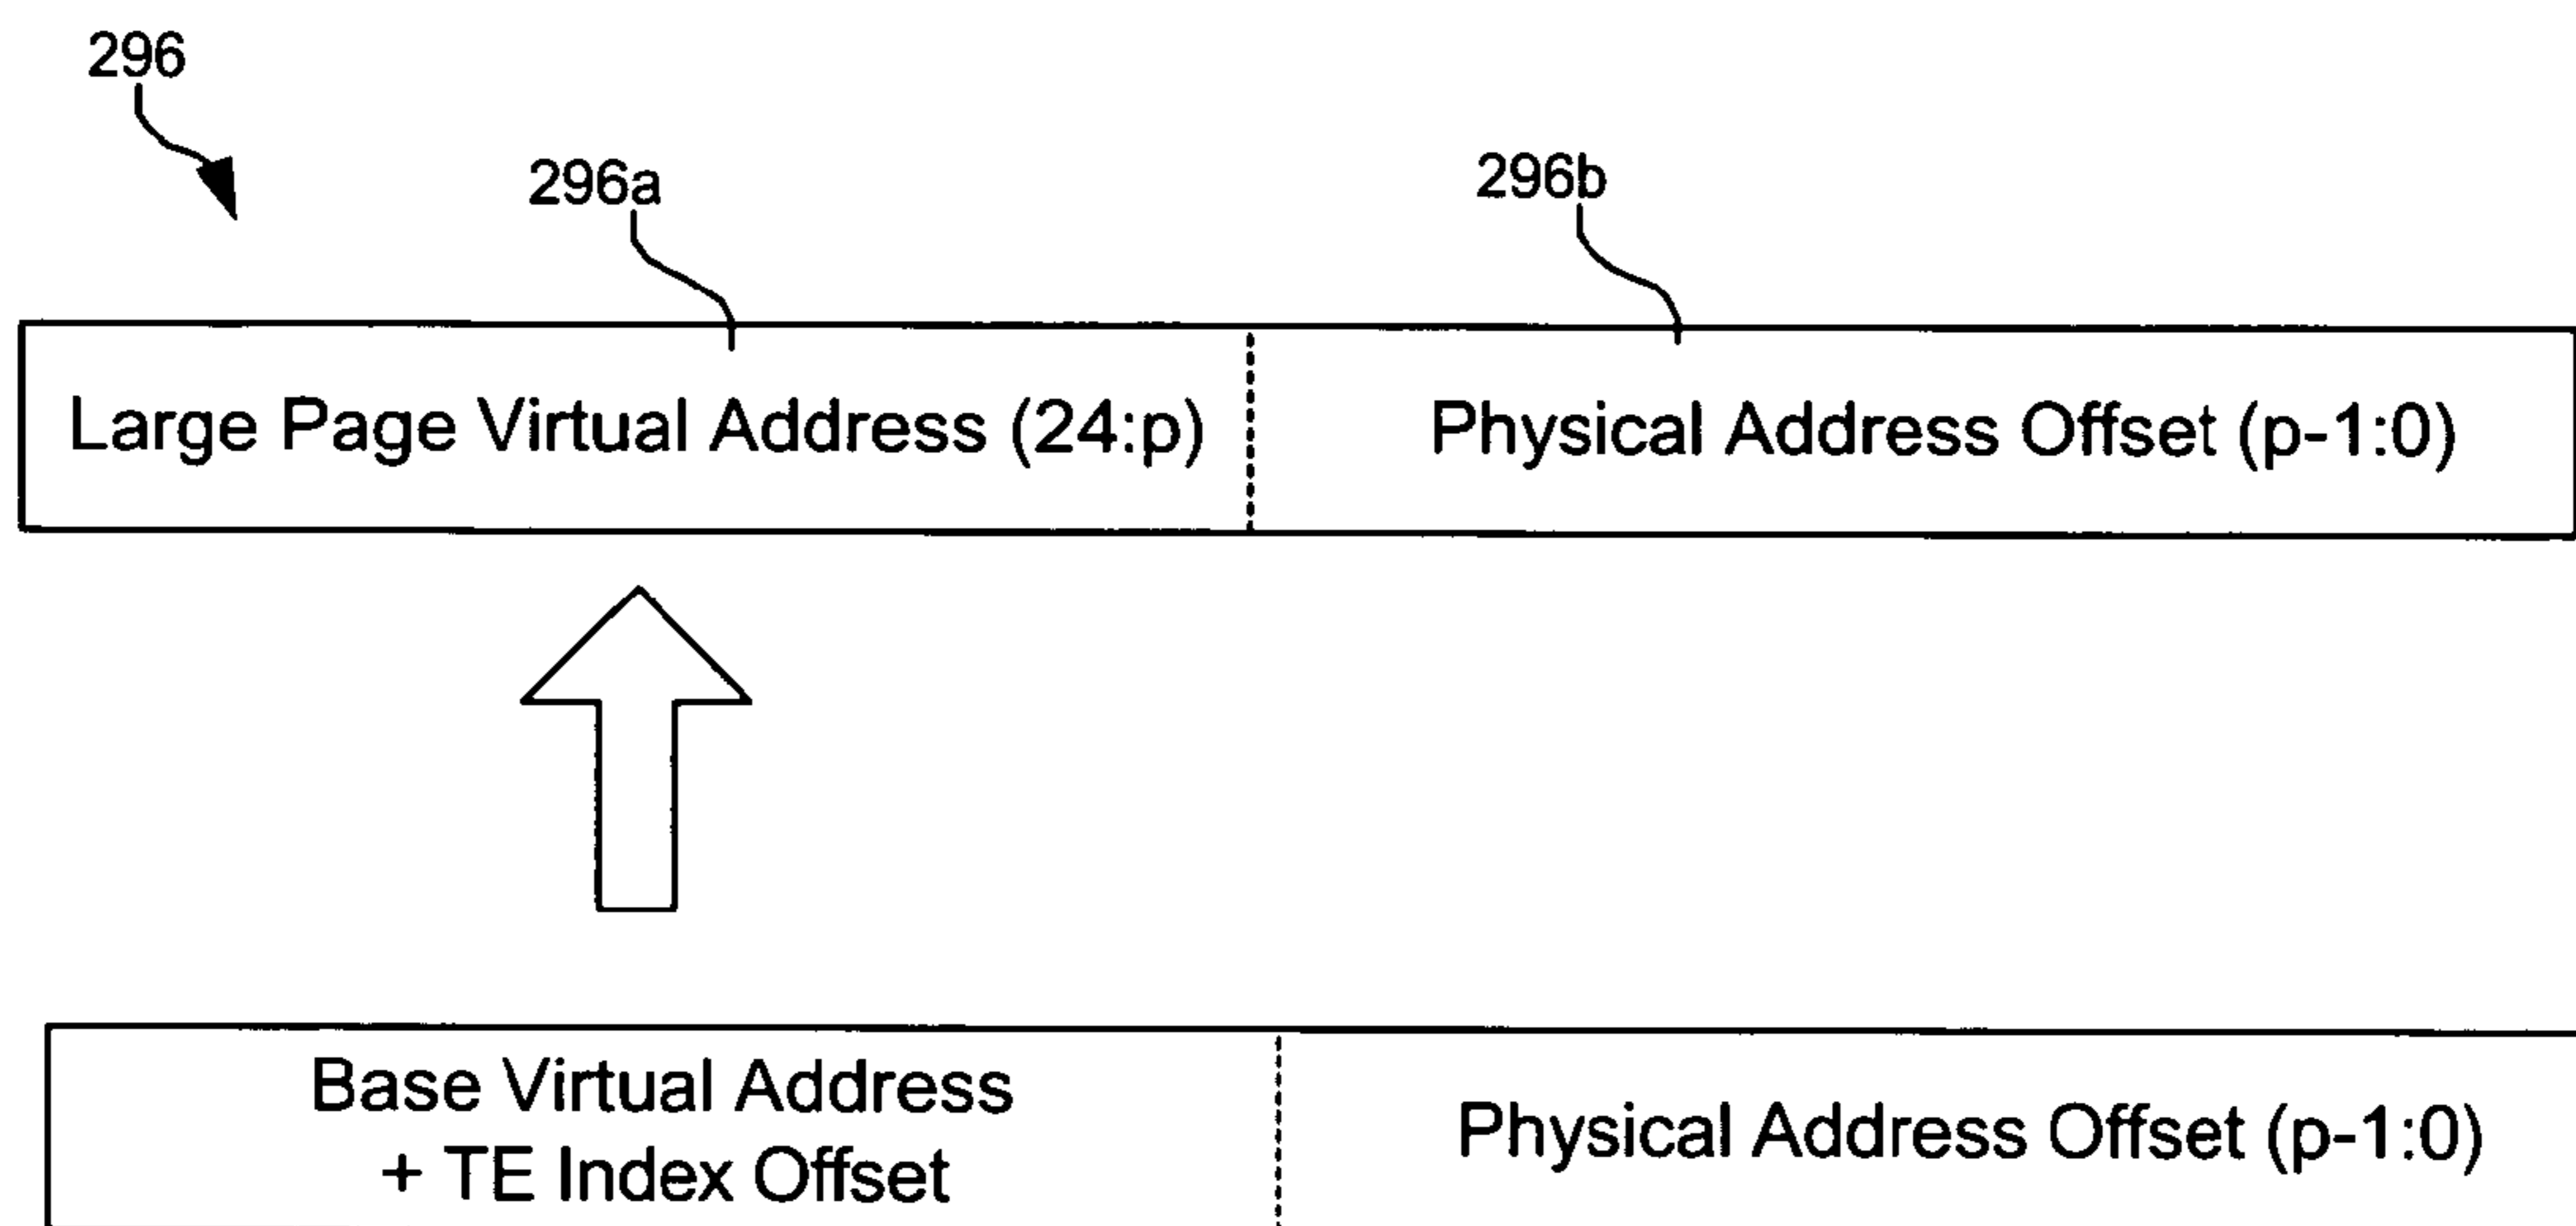 296
296a
296b
Large Page Virtual Address (24:p)
Physical Address Offset (p-1:0)
Base Virtual Address
+ TE Index Offset
Physical Address Offset (p-1:0)